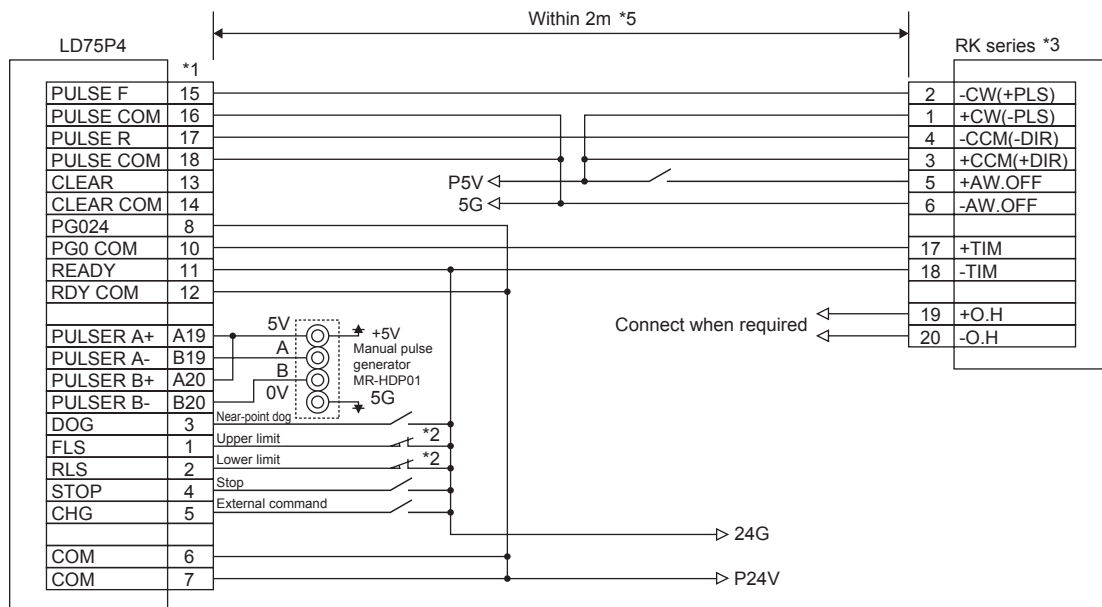 Within 2m *5
LD75P4
RK series *3
*1
PULSE F 15
2 -CW(+PLS)
PULSE COM 16
1 +CW(-PLS)
PULSE R 17
4 -CCM(-DIR)
PULSE COM 18
3 +CCM(+DIR)
CLEAR 13
P5V
5 +AW.OFF
CLEAR COM 14
5G
6 -AW.OFF
PG024 8
PG0 COM 10
17 +TIM
READY 11
18 -TIM
RDY COM 12
19 +O.H
Connect when required
20 -O.H
PULSER A+ A19
5V
+5V
PULSER A- B19
A
Manual pulse
generator
MR-HDP01
PULSER B+ A20
B
PULSER B- B20
0V
5G
DOG 3
Near-point dog
FLS 1
Upper limit
*2
RLS 2
Lower limit
*2
STOP 4
Stop
CHG 5
External command
24G
COM 6
COM 7
P24V